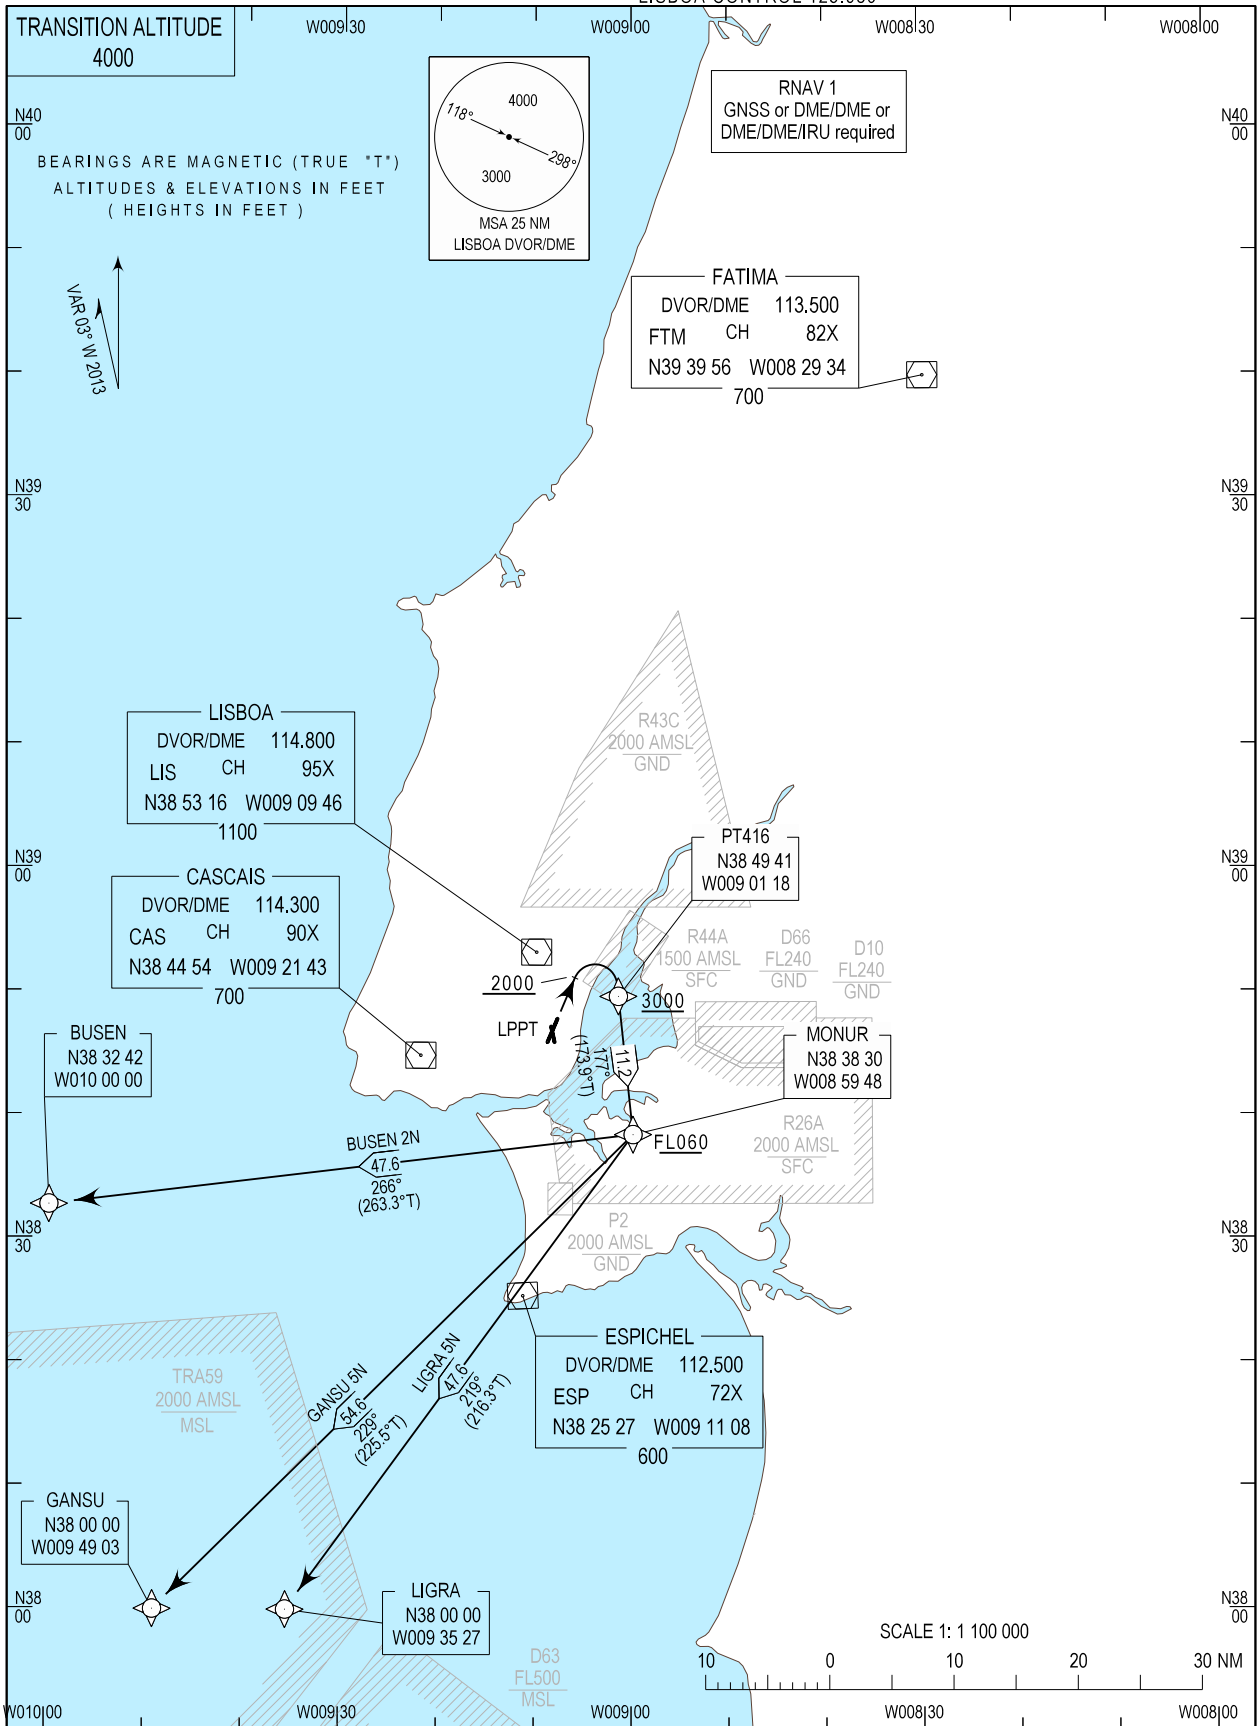 TRANSITION ALTITUDE
4000
W009 30
W009 00
W008 30
W008 00
N40
00
N40
00
BEARINGS ARE MAGNETIC (TRUE "T")
ALTITUDES & ELEVATIONS IN FEET
( HEIGHTS IN FEET )
VAR 03° W 2013
4000
118°
298°
3000
MSA 25 NM
LISBOA DVOR/DME
RNAV 1
GNSS or DME/DME or
DME/DME/IRU required
FATIMA
DVOR/DME 113.500
FTM CH 82X
N39 39 56 W008 29 34
700
N39
30
N39
30
R43C
2000 AMSL
GND
LISBOA
DVOR/DME 114.800
LIS CH 95X
N38 53 16 W009 09 46
1100
PT416
N38 49 41
W009 01 18
N39
00
N39
00
CASCAIS
DVOR/DME 114.300
CAS CH 90X
N38 44 54 W009 21 43
700
R44A
1500 AMSL
SFC
D66
FL240
GND
D10
FL240
GND
2000
3000
LPPT
BUSEN
N38 32 42
W010 00 00
MONUR
N38 38 30
W008 59 48
11.2
177°
(173.9°T)
FL060
R26A
2000 AMSL
SFC
BUSEN 2N
47.6
266°
(263.3°T)
P2
2000 AMSL
GND
N38
30
N38
30
ESPICHEL
DVOR/DME 112.500
ESP CH 72X
N38 25 27 W009 11 08
600
TRA59
2000 AMSL
MSL
GANSU 5N
54.6
229°
(225.5°T)
LIGRA 5N
47.6
219°
(216.3°T)
GANSU
N38 00 00
W009 49 03
LIGRA
N38 00 00
W009 35 27
N38
00
N38
00
D63
FL500
MSL
SCALE 1: 1 100 000
10 0 10 20 30 NM
W010 00
W009 30
W009 00
W008 30
W008 00